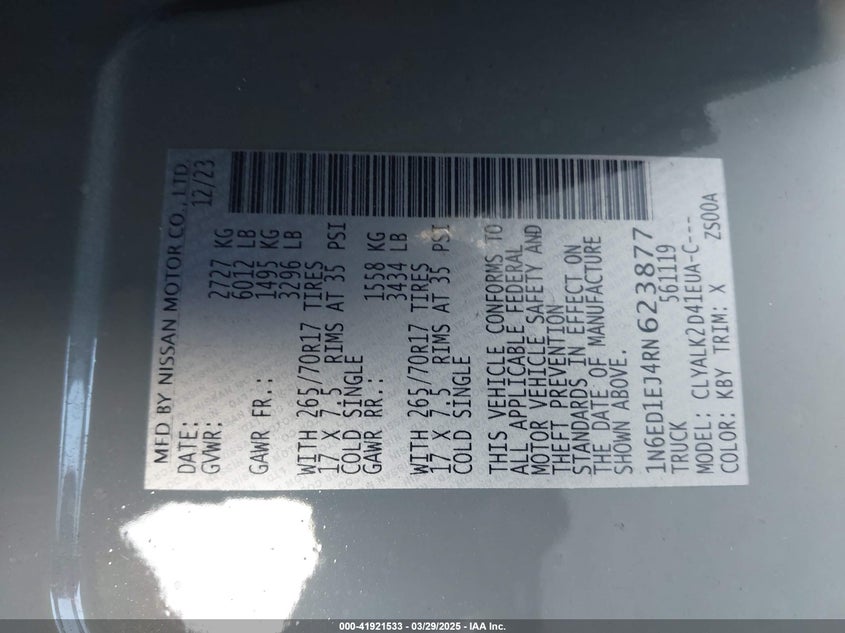 MFD BY NISSAN MOTOR CO., LTD.
DATE: 12/23
GVWR: 2727 KG
6012 LB
GAWR FR.: 1495 KG
3296 LB
WITH 265/70R17 TIRES
17 X 7.5 RIMS AT 35 PSI
COLD SINGLE
GAWR RR.: 1558 KG
3434 LB
WITH 265/70R17 TIRES
17 X 7.5 RIMS AT 35 PSI
COLD SINGLE
THIS VEHICLE CONFORMS TO
ALL APPLICABLE FEDERAL
MOTOR VEHICLE SAFETY AND
THEFT PREVENTION
STANDARDS IN EFFECT ON
THE DATE OF MANUFACTURE
SHOWN ABOVE.
1N6ED1EJ4RN623877
TRUCK 561119
MODEL: CLYALK2D41EUA-C---
COLOR: KBY TRIM: X ZS00A
000-41921533 - 03/29/2025 - IAA Inc.